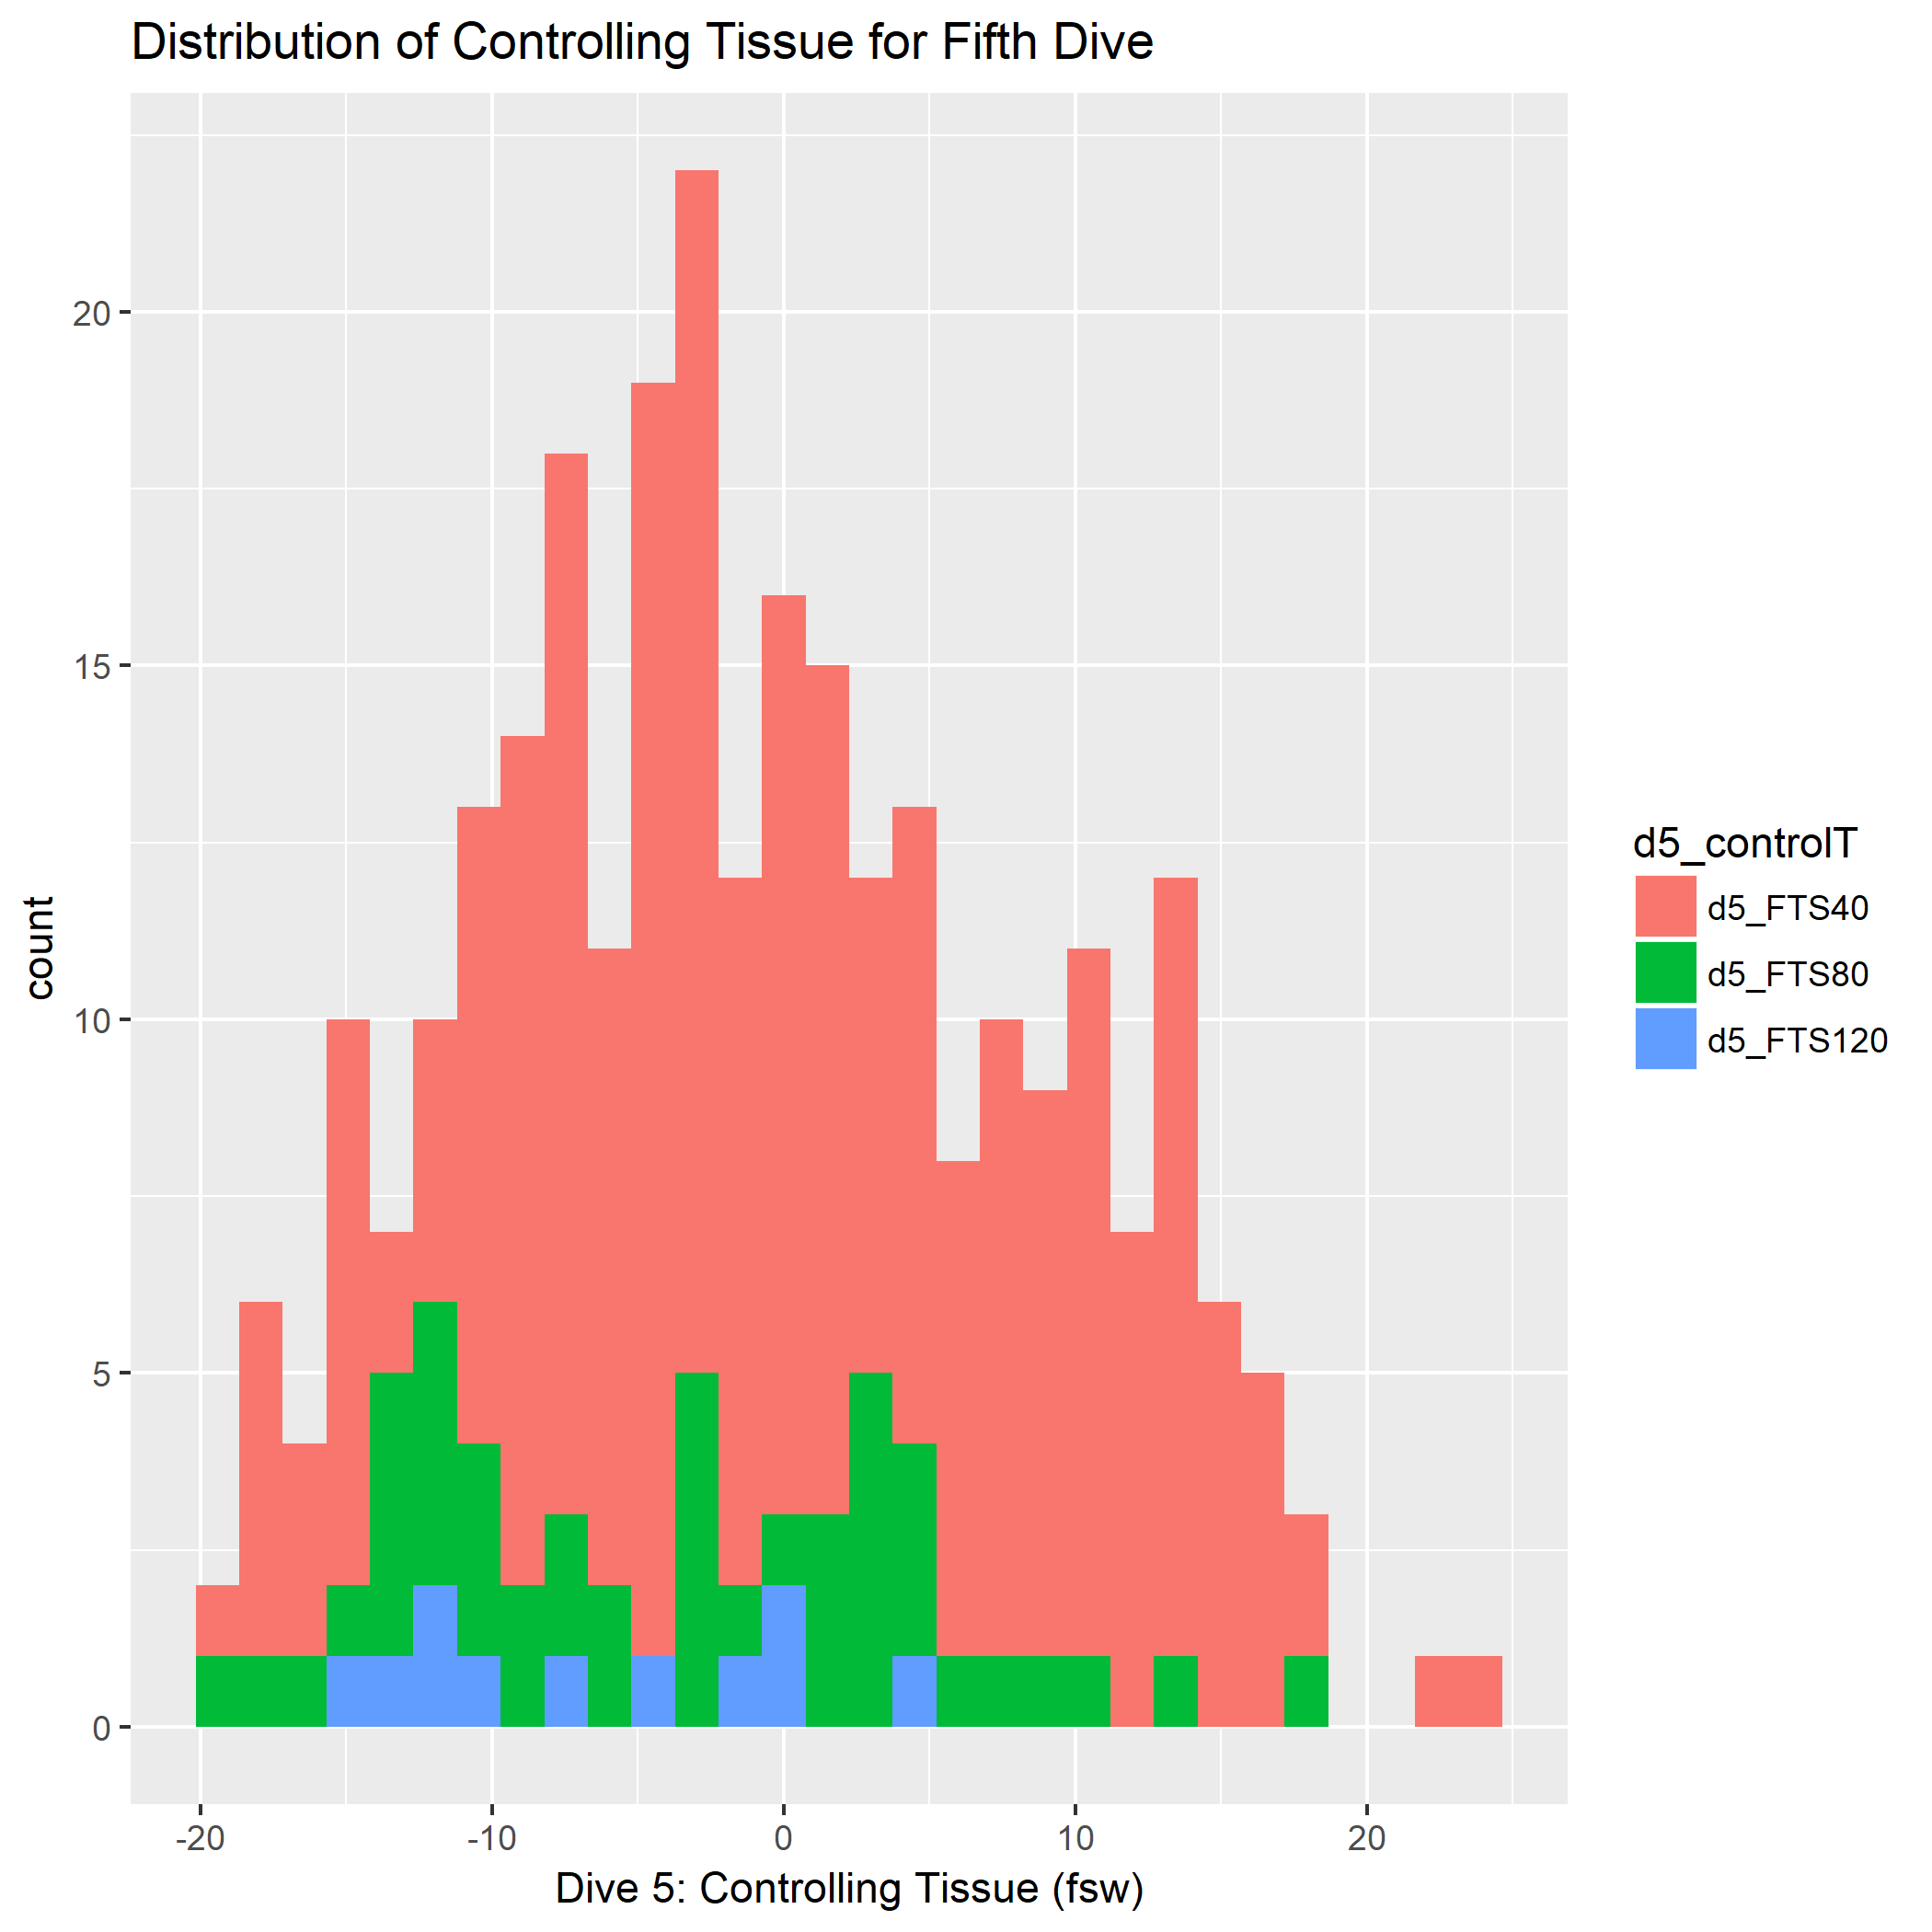 Distribution of Controlling Tissue for Fifth Dive
20
15
10
5
0
count
-20 -10 0 10 20
Dive 5: Controlling Tissue (fsw)
d5_controlT
d5_FTS40
d5_FTS80
d5_FTS120